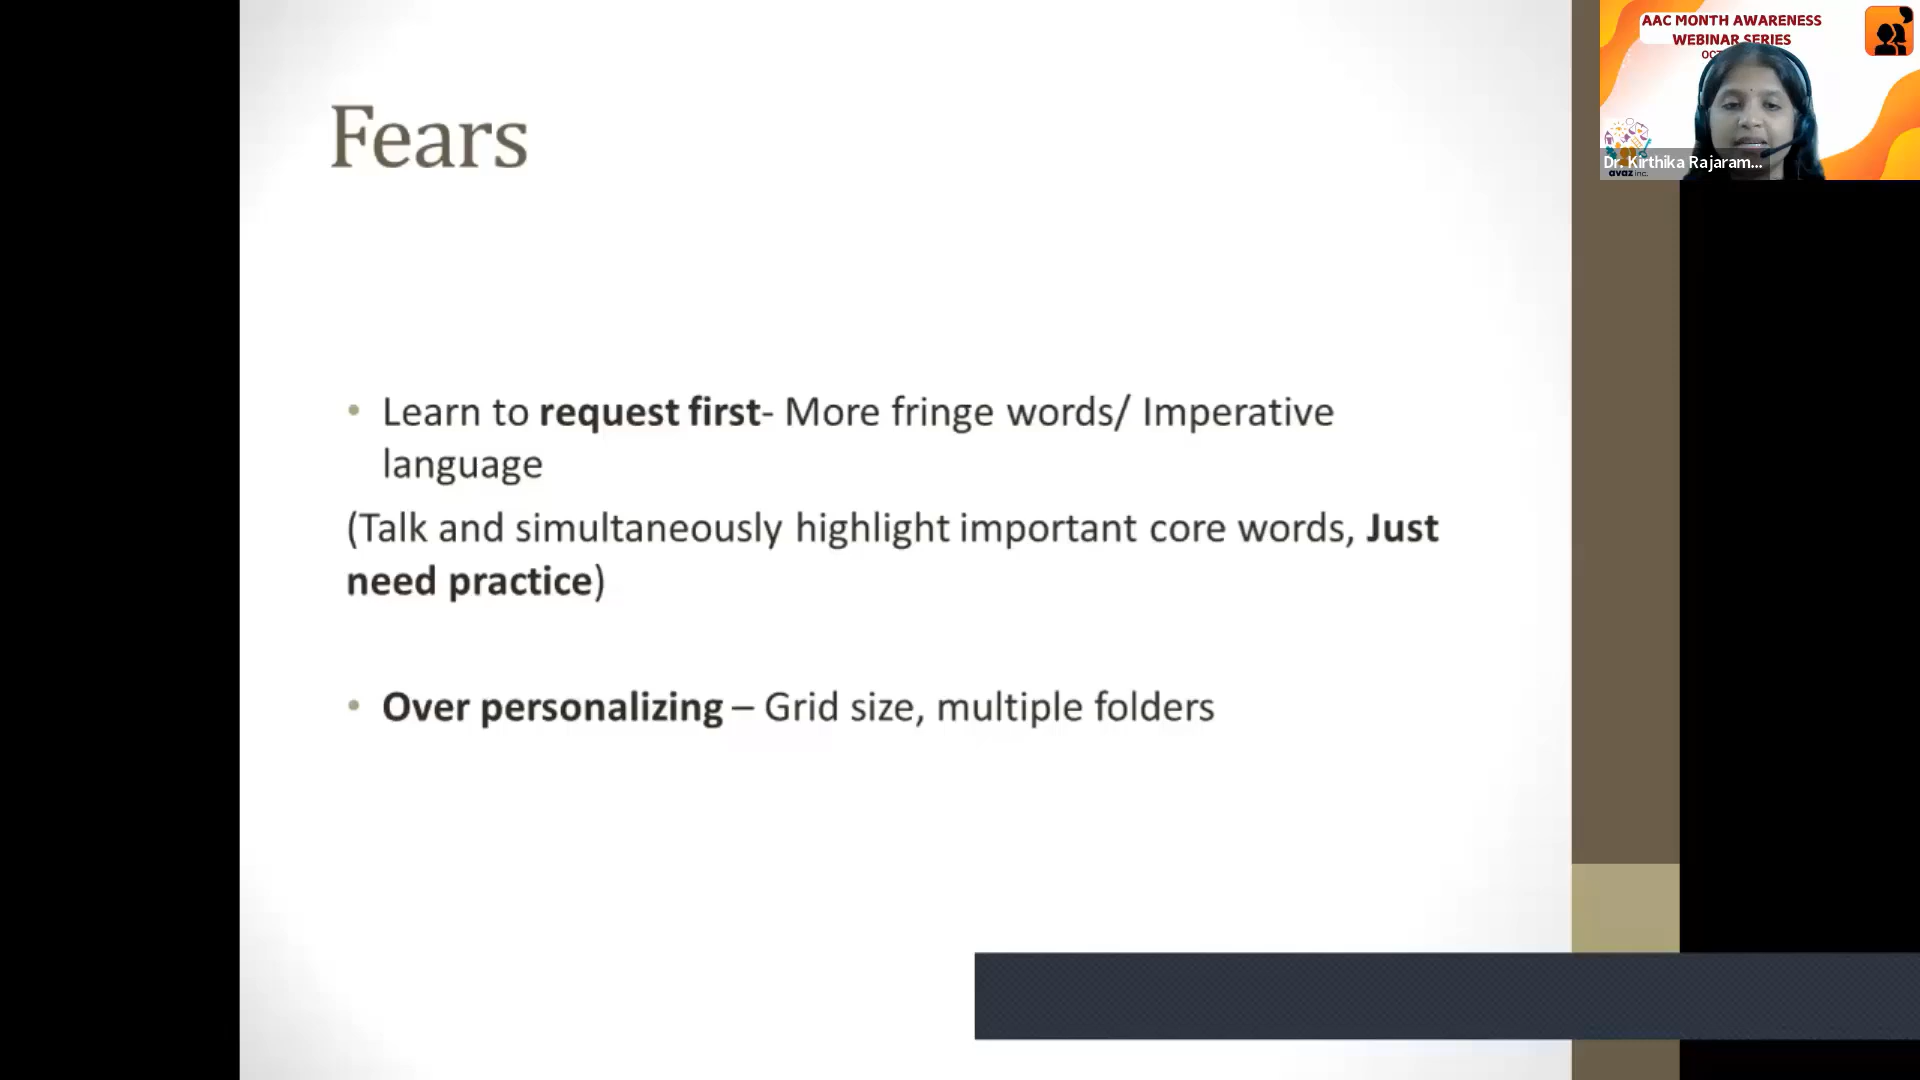 Fears
• Learn to request first- More fringe words/ Imperative
language
(Talk and simultaneously highlight important core words, Just
need practice)
• Over personalizing – Grid size, multiple folders
AAC MONTH AWARENESS
WEBINAR SERIES
Dr. Kirthika Rajaram...
avaz inc.